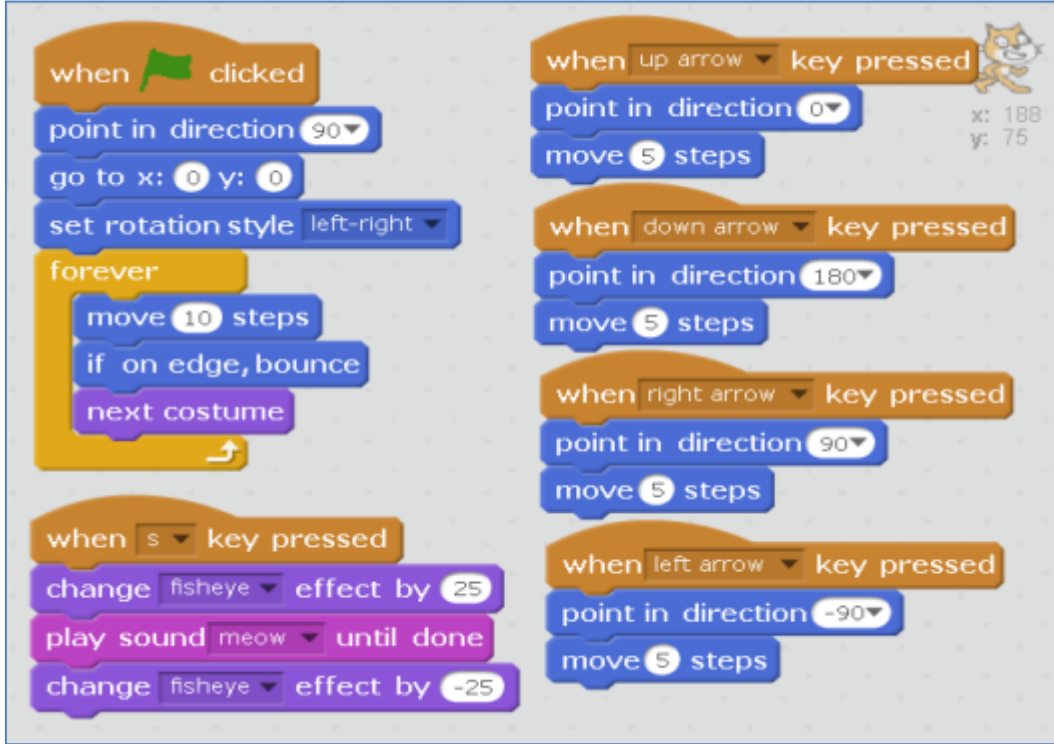 when clicked
point in direction 90
go to x: 0 y: 0
set rotation style left-right
forever
move 10 steps
if on edge, bounce
next costume
when s key pressed
change fisheye effect by 25
play sound meow until done
change fisheye effect by -25
when up arrow key pressed
point in direction 0
move 5 steps
x: 188
y: 75
when down arrow key pressed
point in direction 180
move 5 steps
when right arrow key pressed
point in direction 90
move 5 steps
when left arrow key pressed
point in direction -90
move 5 steps